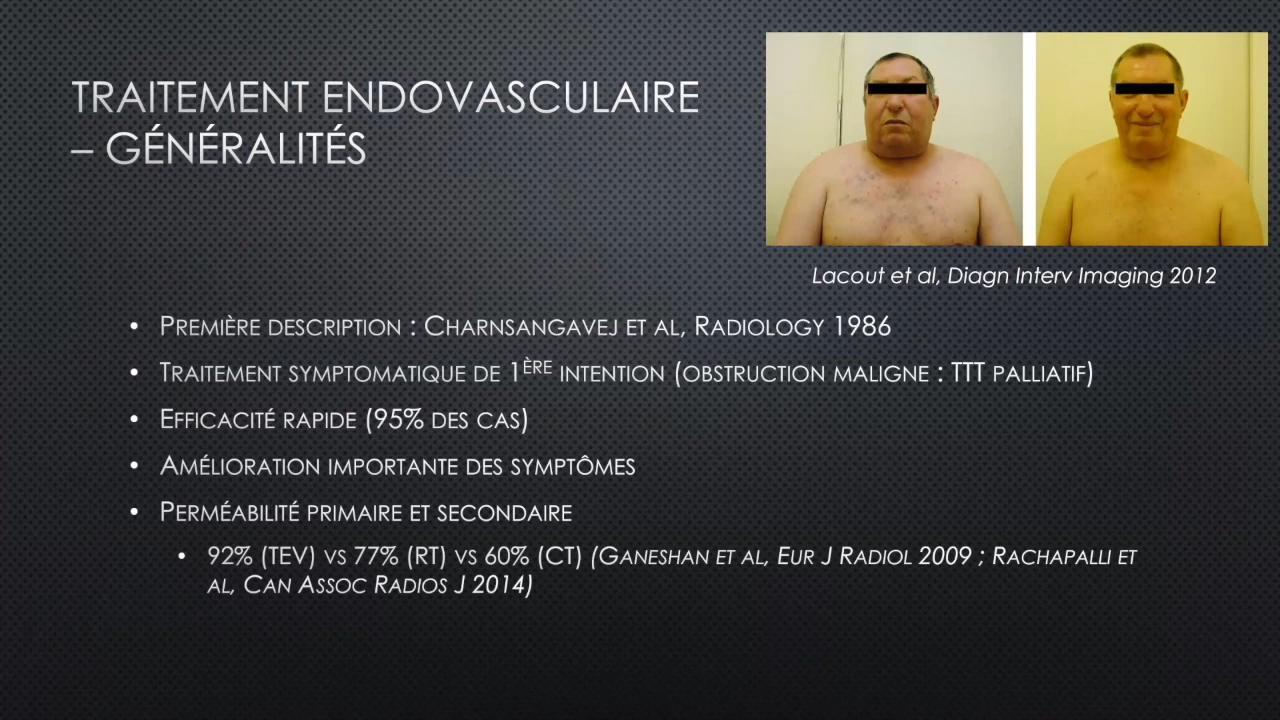 TRAITEMENT ENDOVASCULAIRE
– GÉNÉRALITÉS
Lacout et al, Diagn Interv Imaging 2012
• PREMIÈRE DESCRIPTION : CHARNSANGAVEJ ET AL, RADIOLOGY 1986
• TRAITEMENT SYMPTOMATIQUE DE 1ÈRE INTENTION (OBSTRUCTION MALIGNE : TTT PALLIATIF)
• EFFICACITÉ RAPIDE (95% DES CAS)
• AMÉLIORATION IMPORTANTE DES SYMPTÔMES
• PERMÉABILITÉ PRIMAIRE ET SECONDAIRE
• 92% (TEV) VS 77% (RT) VS 60% (CT) (GANESHAN ET AL, EUR J RADIOL 2009 ; RACHAPALLI ET
AL, CAN ASSOC RADIOS J 2014)